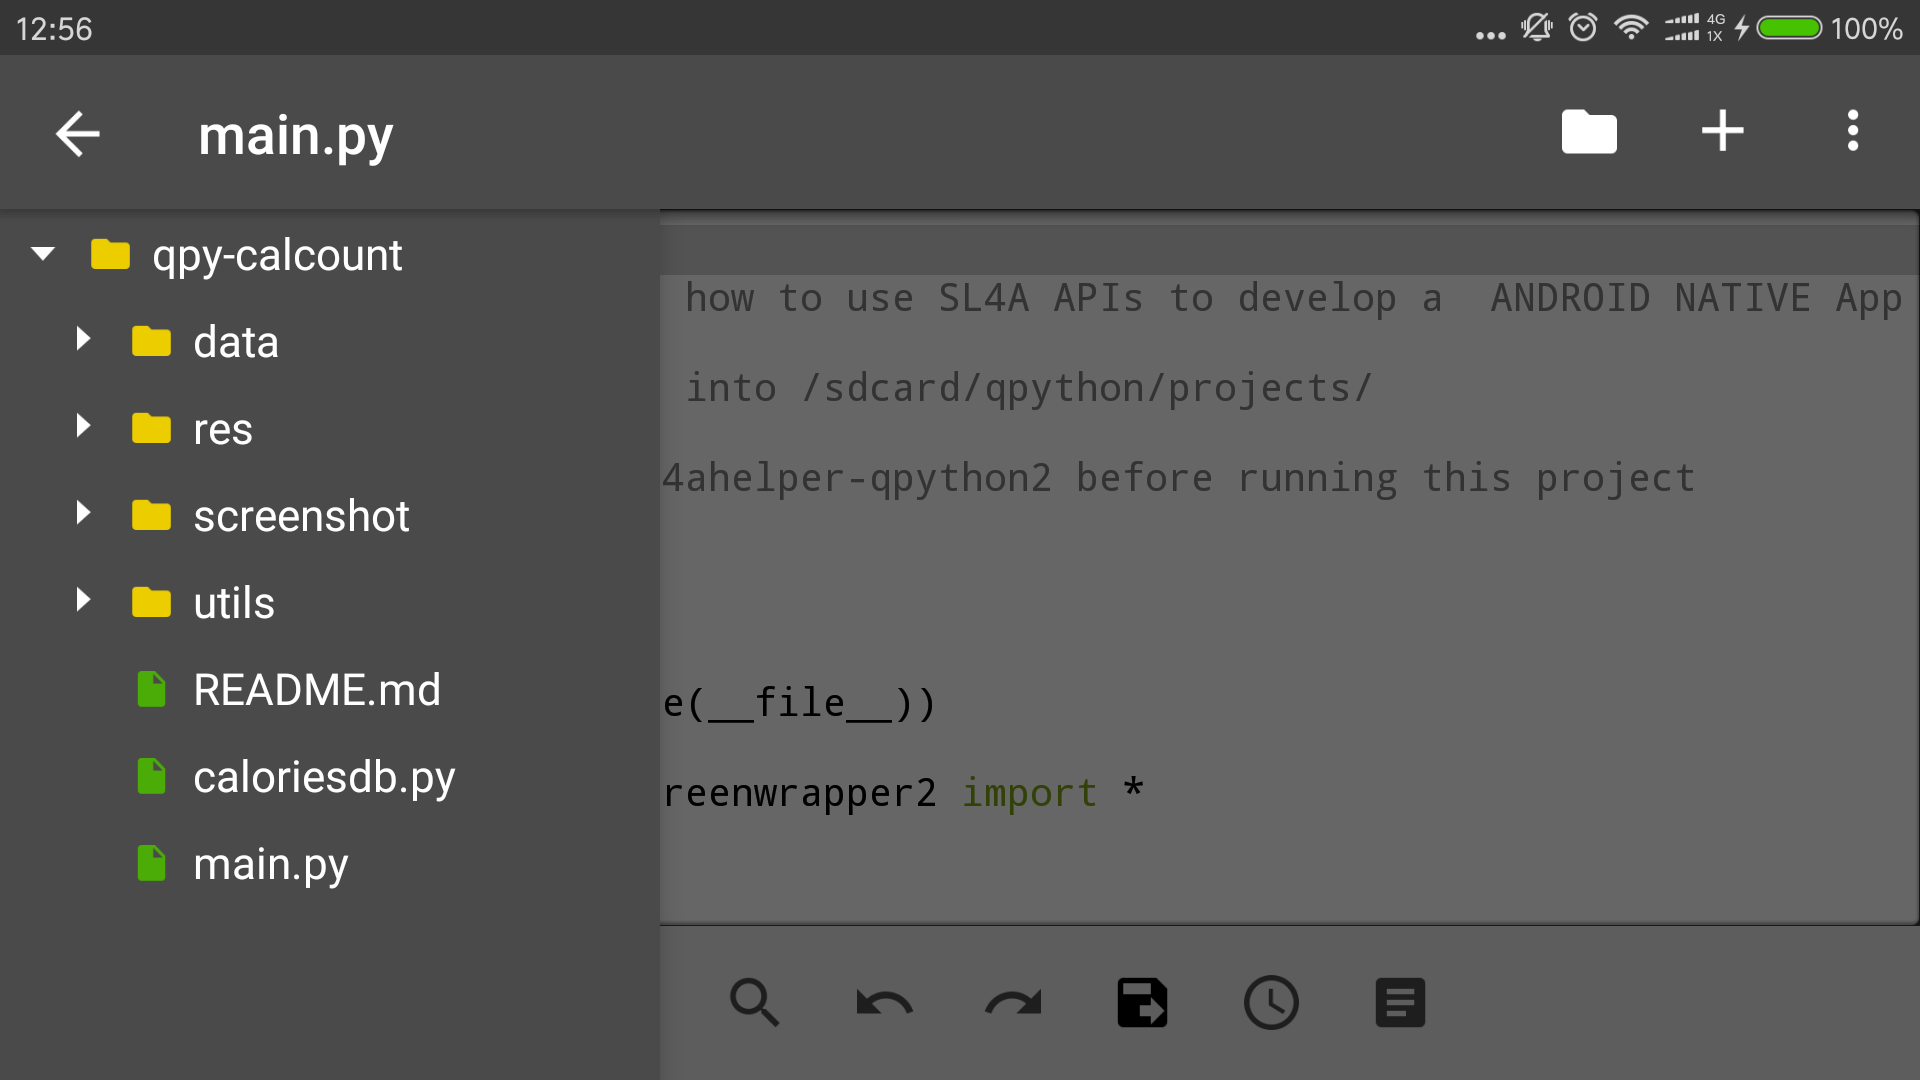 12:56
4G
1X
100%
main.py
qpy-calcount
data
res
screenshot
utils
README.md
caloriesdb.py
main.py
how to use SL4A APIs to develop a  ANDROID NATIVE App
into /sdcard/qpython/projects/
4ahelper-qpython2 before running this project
e(__file__))
reenwrapper2 import *